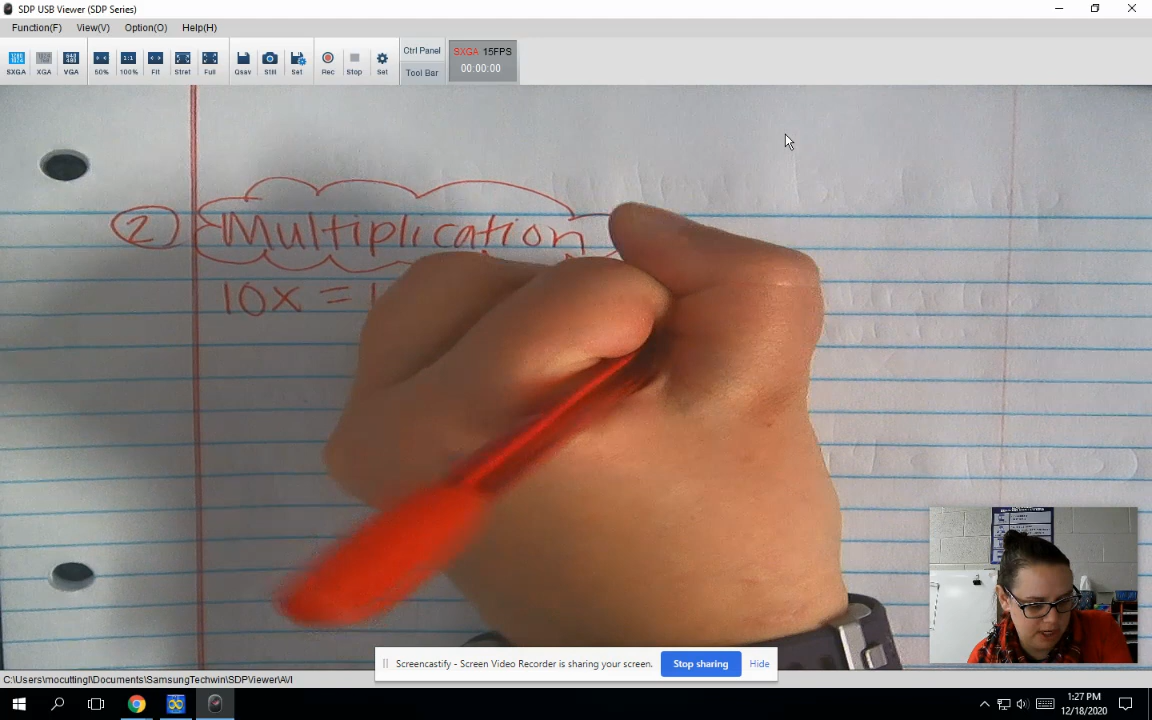 SDP USB Viewer (SDP Series)
Function(F) View(V) Option(O) Help(H)
SXGA XGA VGA 50% 100% Fit Stret Full Qsav Still Set Rec Stop Set Ctrl Panel Tool Bar SXGA 15FPS 00:00:00
② Multiplication
10x =
Screencastify - Screen Video Recorder is sharing your screen. Stop sharing Hide
C:\Users\mocuttingl\Documents\SamsungTechwin\SDPViewer\AVI
1:27 PM
12/18/2020